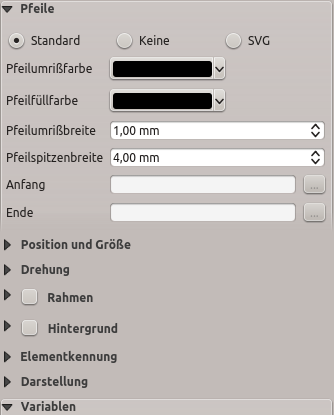 Pfeile
Standard Keine SVG
Pfeilumrißfarbe
Pfeilfüllfarbe
Pfeilumrißbreite 1,00 mm
Pfeilspitzenbreite 4,00 mm
Anfang ...
Ende ...
Position und Größe
Drehung
Rahmen
Hintergrund
Elementkennung
Darstellung
Variablen